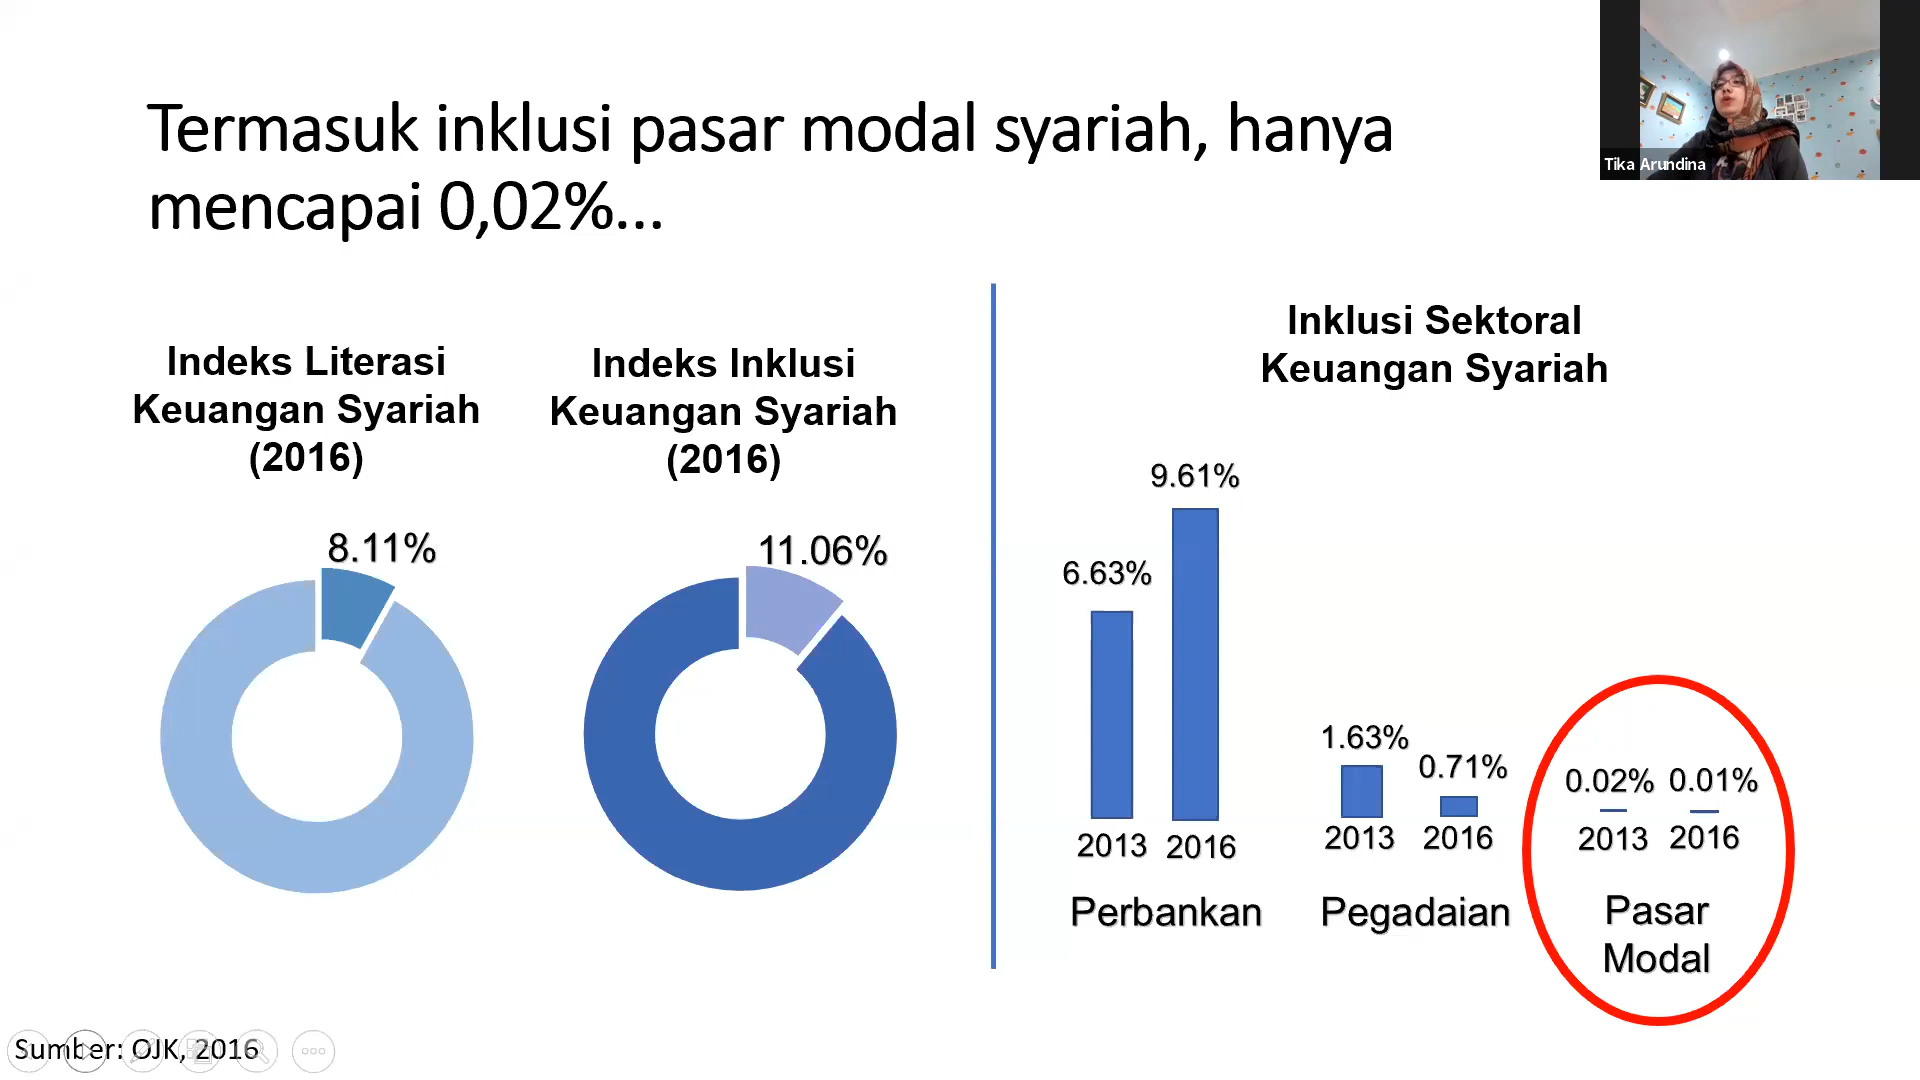 Termasuk inklusi pasar modal syariah, hanya
mencapai 0,02%...
Tika Arundina
Indeks Literasi
Keuangan Syariah
(2016)
8.11%
Indeks Inklusi
Keuangan Syariah
(2016)
11.06%
Inklusi Sektoral
Keuangan Syariah
6.63%
9.61%
2013
2016
Perbankan
1.63%
0.71%
2013
2016
Pegadaian
0.02%
0.01%
2013
2016
Pasar
Modal
Sumber: OJK, 2016